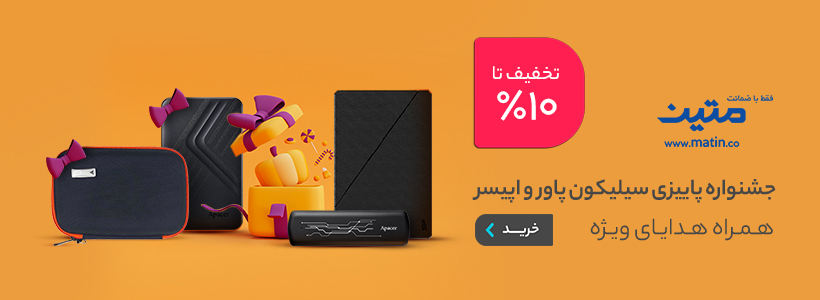 فقط با ضمانت
متین
www.matin.co
تخفیف تا
%۱۰
جشنواره پاییزی سیلیکون پاور و اپیسر
همراه هدایای ویژه
خرید
Apacer
Apacer